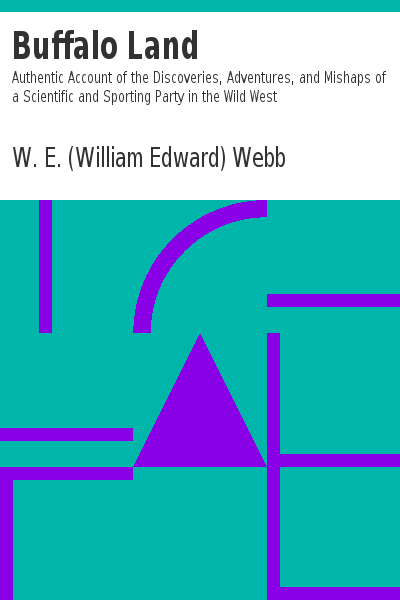 Buffalo Land
Authentic Account of the Discoveries, Adventures, and Mishaps of
a Scientific and Sporting Party in the Wild West
W. E. (William Edward) Webb